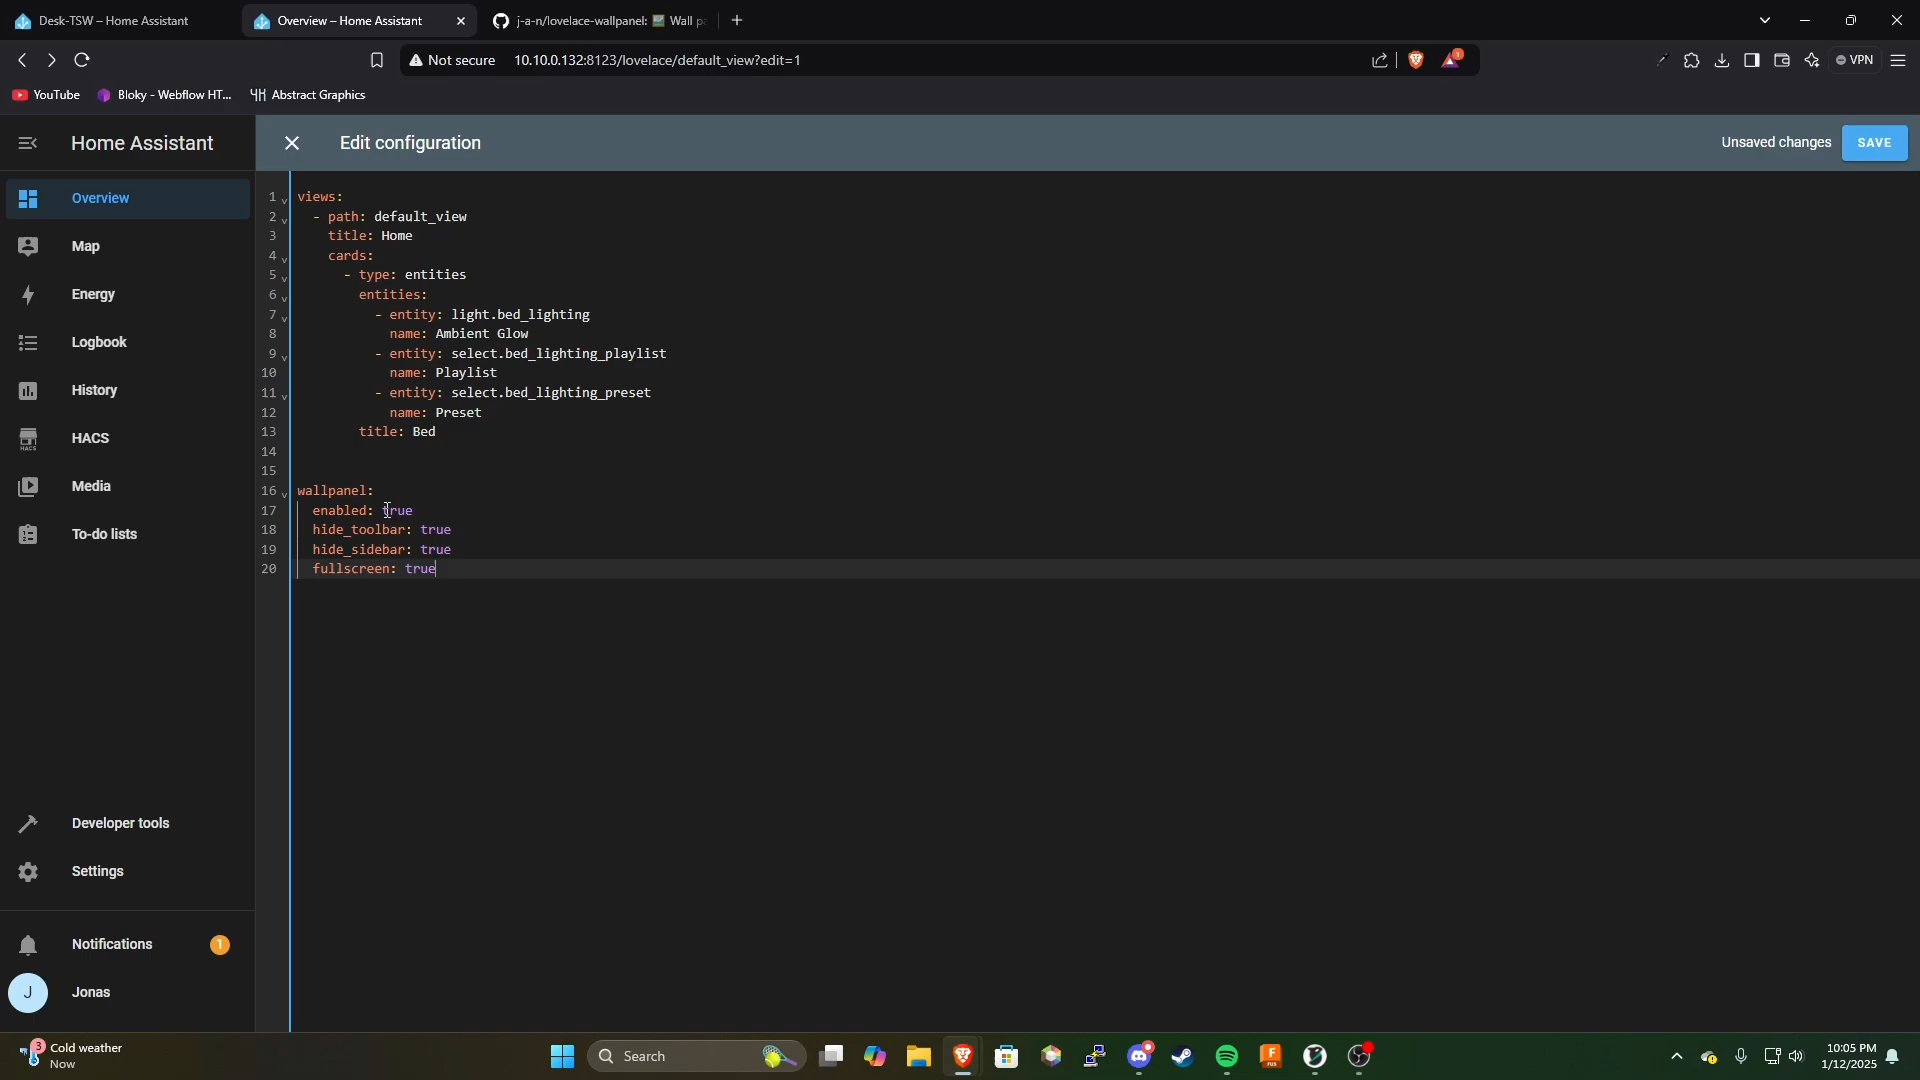 Desk-TSW – Home Assistant
Overview – Home Assistant
j-a-n/lovelace-wallpanel: 🖼️ Wall p
Not secure 10.10.0.132:8123/lovelace/default_view?edit=1
1
VPN
YouTube
Bloky - Webflow HT...
Abstract Graphics
Home Assistant
Edit configuration
Unsaved changes
SAVE
Overview
Map
Energy
Logbook
History
HACS
HACS
Media
To-do lists
Developer tools
Settings
Notifications
1
J
Jonas
1 views:
2 - path: default_view
3 title: Home
4 cards:
5 - type: entities
6 entities:
7 - entity: light.bed_lighting
8 name: Ambient Glow
9 - entity: select.bed_lighting_playlist
10 name: Playlist
11 - entity: select.bed_lighting_preset
12 name: Preset
13 title: Bed
14
15
16 wallpanel:
17 enabled: true
18 hide_toolbar: true
19 hide_sidebar: true
20 fullscreen: true
3
Cold weather
Now
Search
F
10:05 PM
1/12/2025